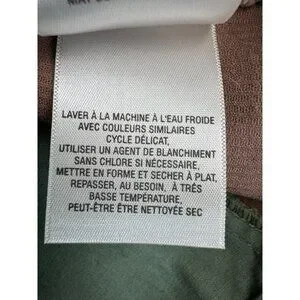 LAVER À LA MACHINE À L'EAU FROIDE
AVEC COULEURS SIMILAIRES
CYCLE DÉLICAT,
UTILISER UN AGENT DE BLANCHIMENT
SANS CHLORE SI NÉCESSAIRE,
METTRE EN FORME ET SECHER À PLAT,
REPASSER, AU BESOIN, À TRÈS
BASSE TEMPÉRATURE,
PEUT-ÊTRE ÊTRE NETTOYÉE SEC